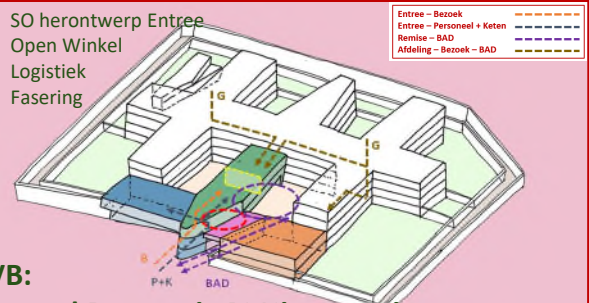 SO herontwerp Entree
Open Winkel
Logistiek
Fasering
Entree – Bezoek
Entree – Personeel + Keten
Remise – BAD
Afdeling – Bezoek – BAD
G
G
B
P+K
BAD
VB: